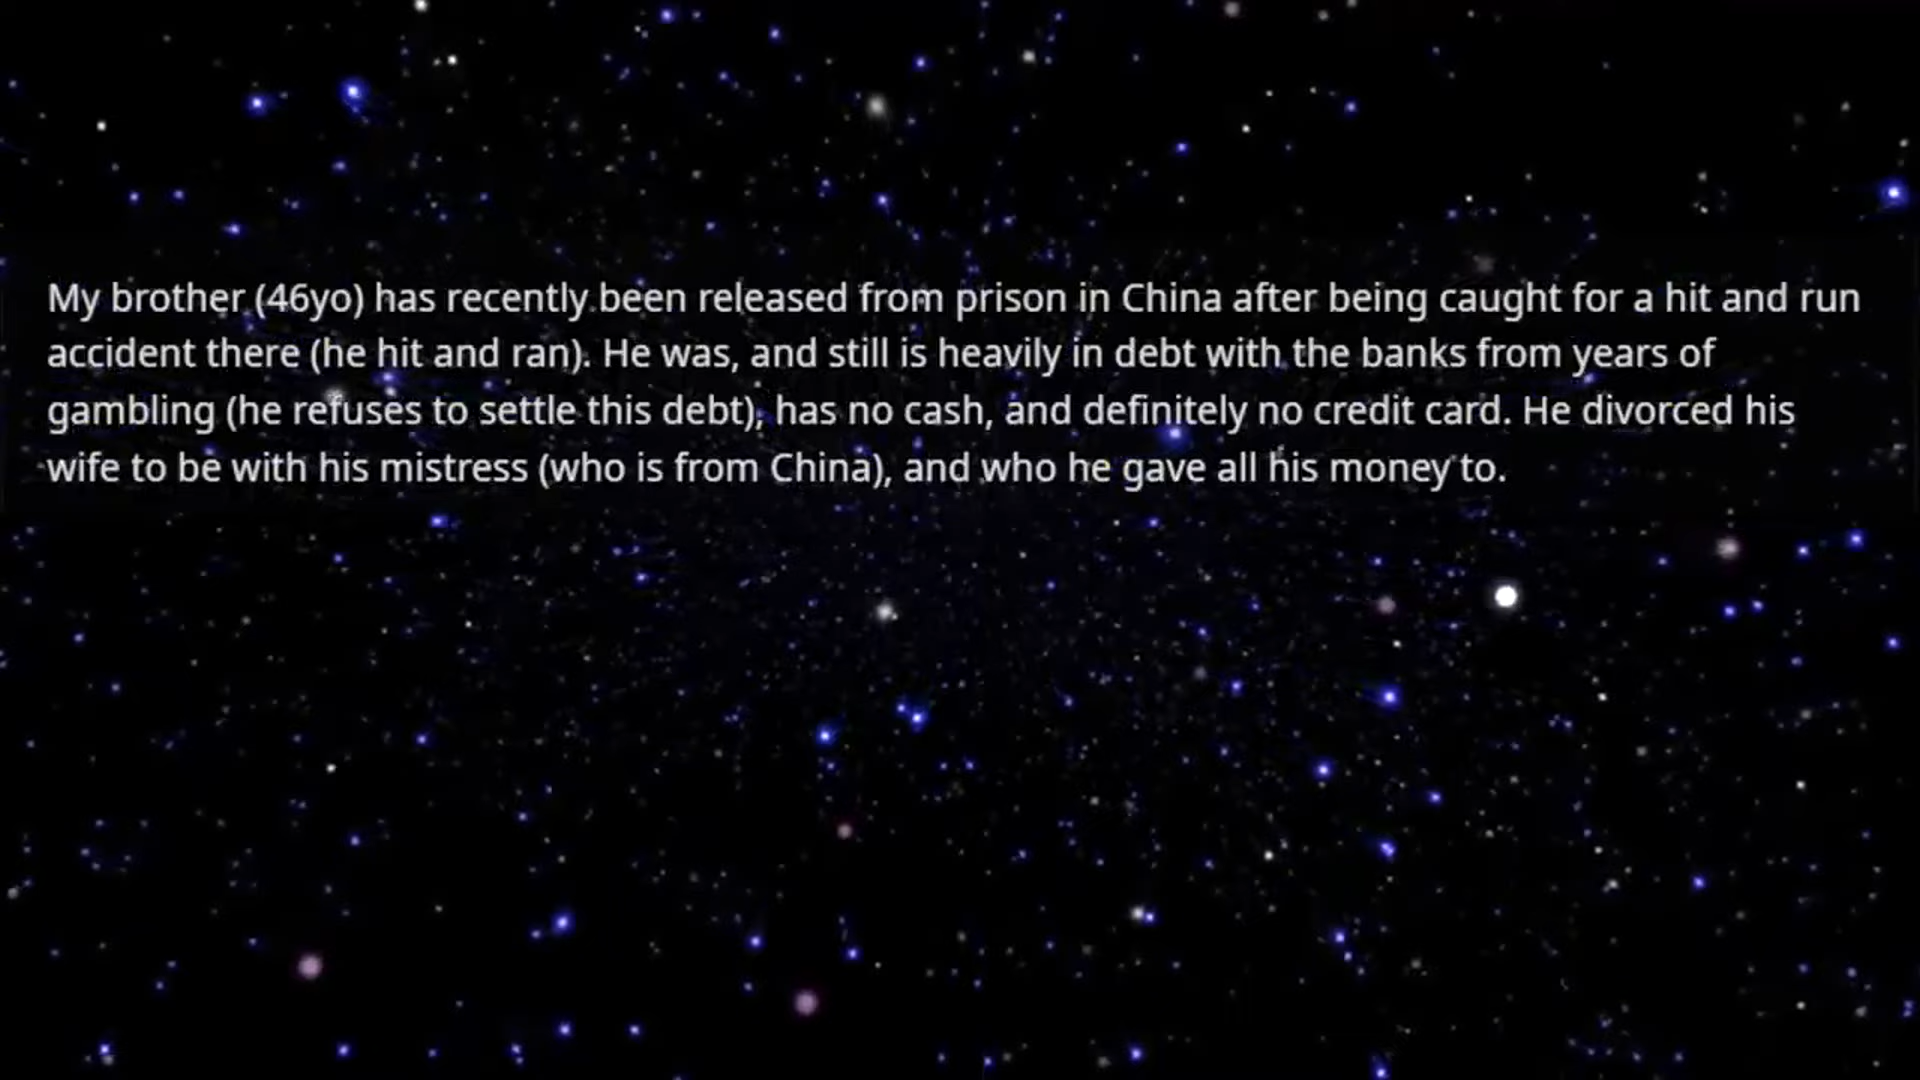 My brother (46yo) has recently been released from prison in China after being caught for a hit and run
accident there (he hit and ran). He was, and still is heavily in debt with the banks from years of
gambling (he refuses to settle this debt), has no cash, and definitely no credit card. He divorced his
wife to be with his mistress (who is from China), and who he gave all his money to.